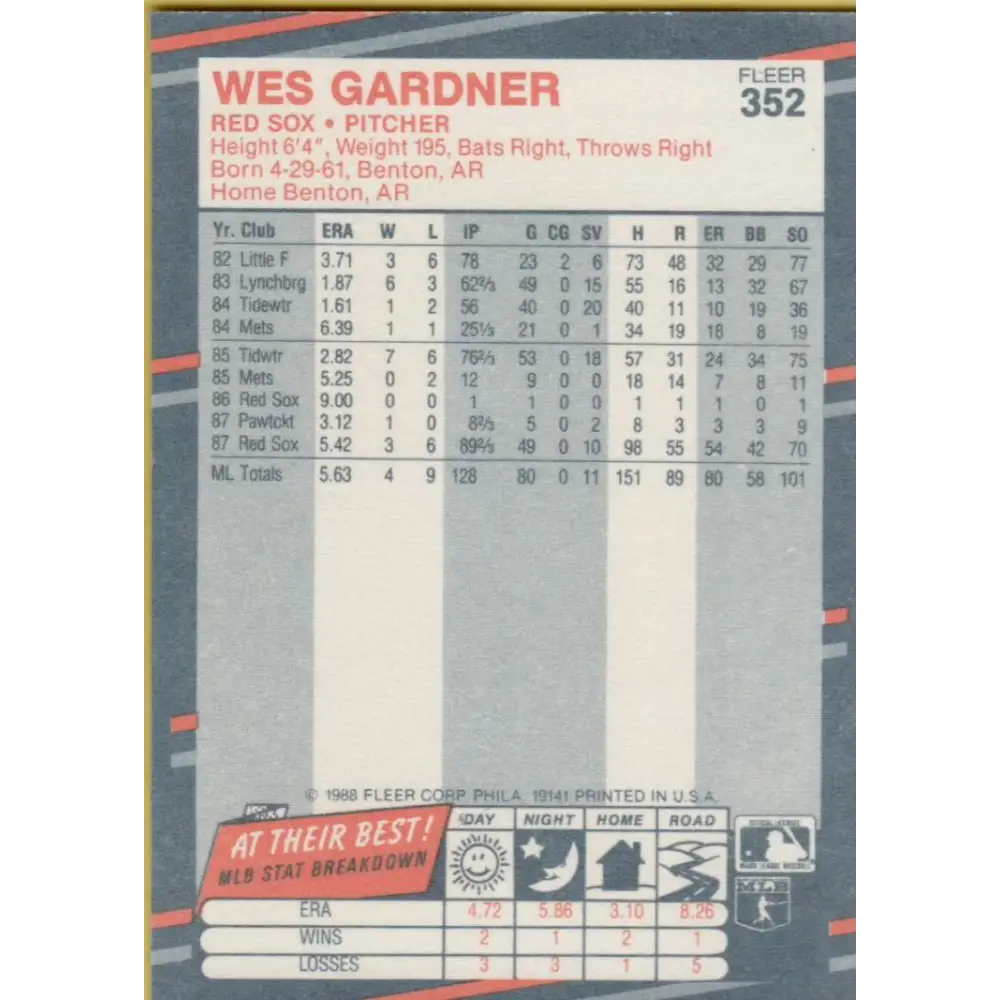 WES GARDNER
FLEER
352
RED SOX • PITCHER
Height 6'4", Weight 195, Bats Right, Throws Right
Born 4-29-61, Benton, AR
Home Benton, AR
Yr. Club ERA W L IP G CG SV H R ER BB SO
82 Little F 3.71 3 6 78 23 2 6 73 48 32 29 77
83 Lynchbrg 1.87 6 3 62⅔ 49 0 15 55 16 13 32 67
84 Tidewtr 1.61 1 2 56 40 0 20 40 11 10 19 36
84 Mets 6.39 1 1 25⅓ 21 0 1 34 19 18 8 19
85 Tidwtr 2.82 7 6 76⅔ 53 0 18 57 31 24 34 75
85 Mets 5.25 0 2 12 9 0 0 18 14 7 8 11
86 Red Sox 9.00 0 0 1 1 0 0 1 1 1 0 1
87 Pawtckt 3.12 1 0 8⅔ 5 0 2 8 3 3 3 9
87 Red Sox 5.42 3 6 89⅔ 49 0 10 98 55 54 42 70
ML Totals 5.63 4 9 128 80 0 11 151 89 80 58 101
© 1988 FLEER CORP PHILA. 19141 PRINTED IN U.S.A.
AT THEIR BEST!
MLB STAT BREAKDOWN
DAY NIGHT HOME ROAD
OFFICIAL LICENSEE
MAJOR LEAGUE BASEBALL
MLB
ERA 4.72 5.86 3.10 8.26
WINS 2 1 2 1
LOSSES 3 3 1 5